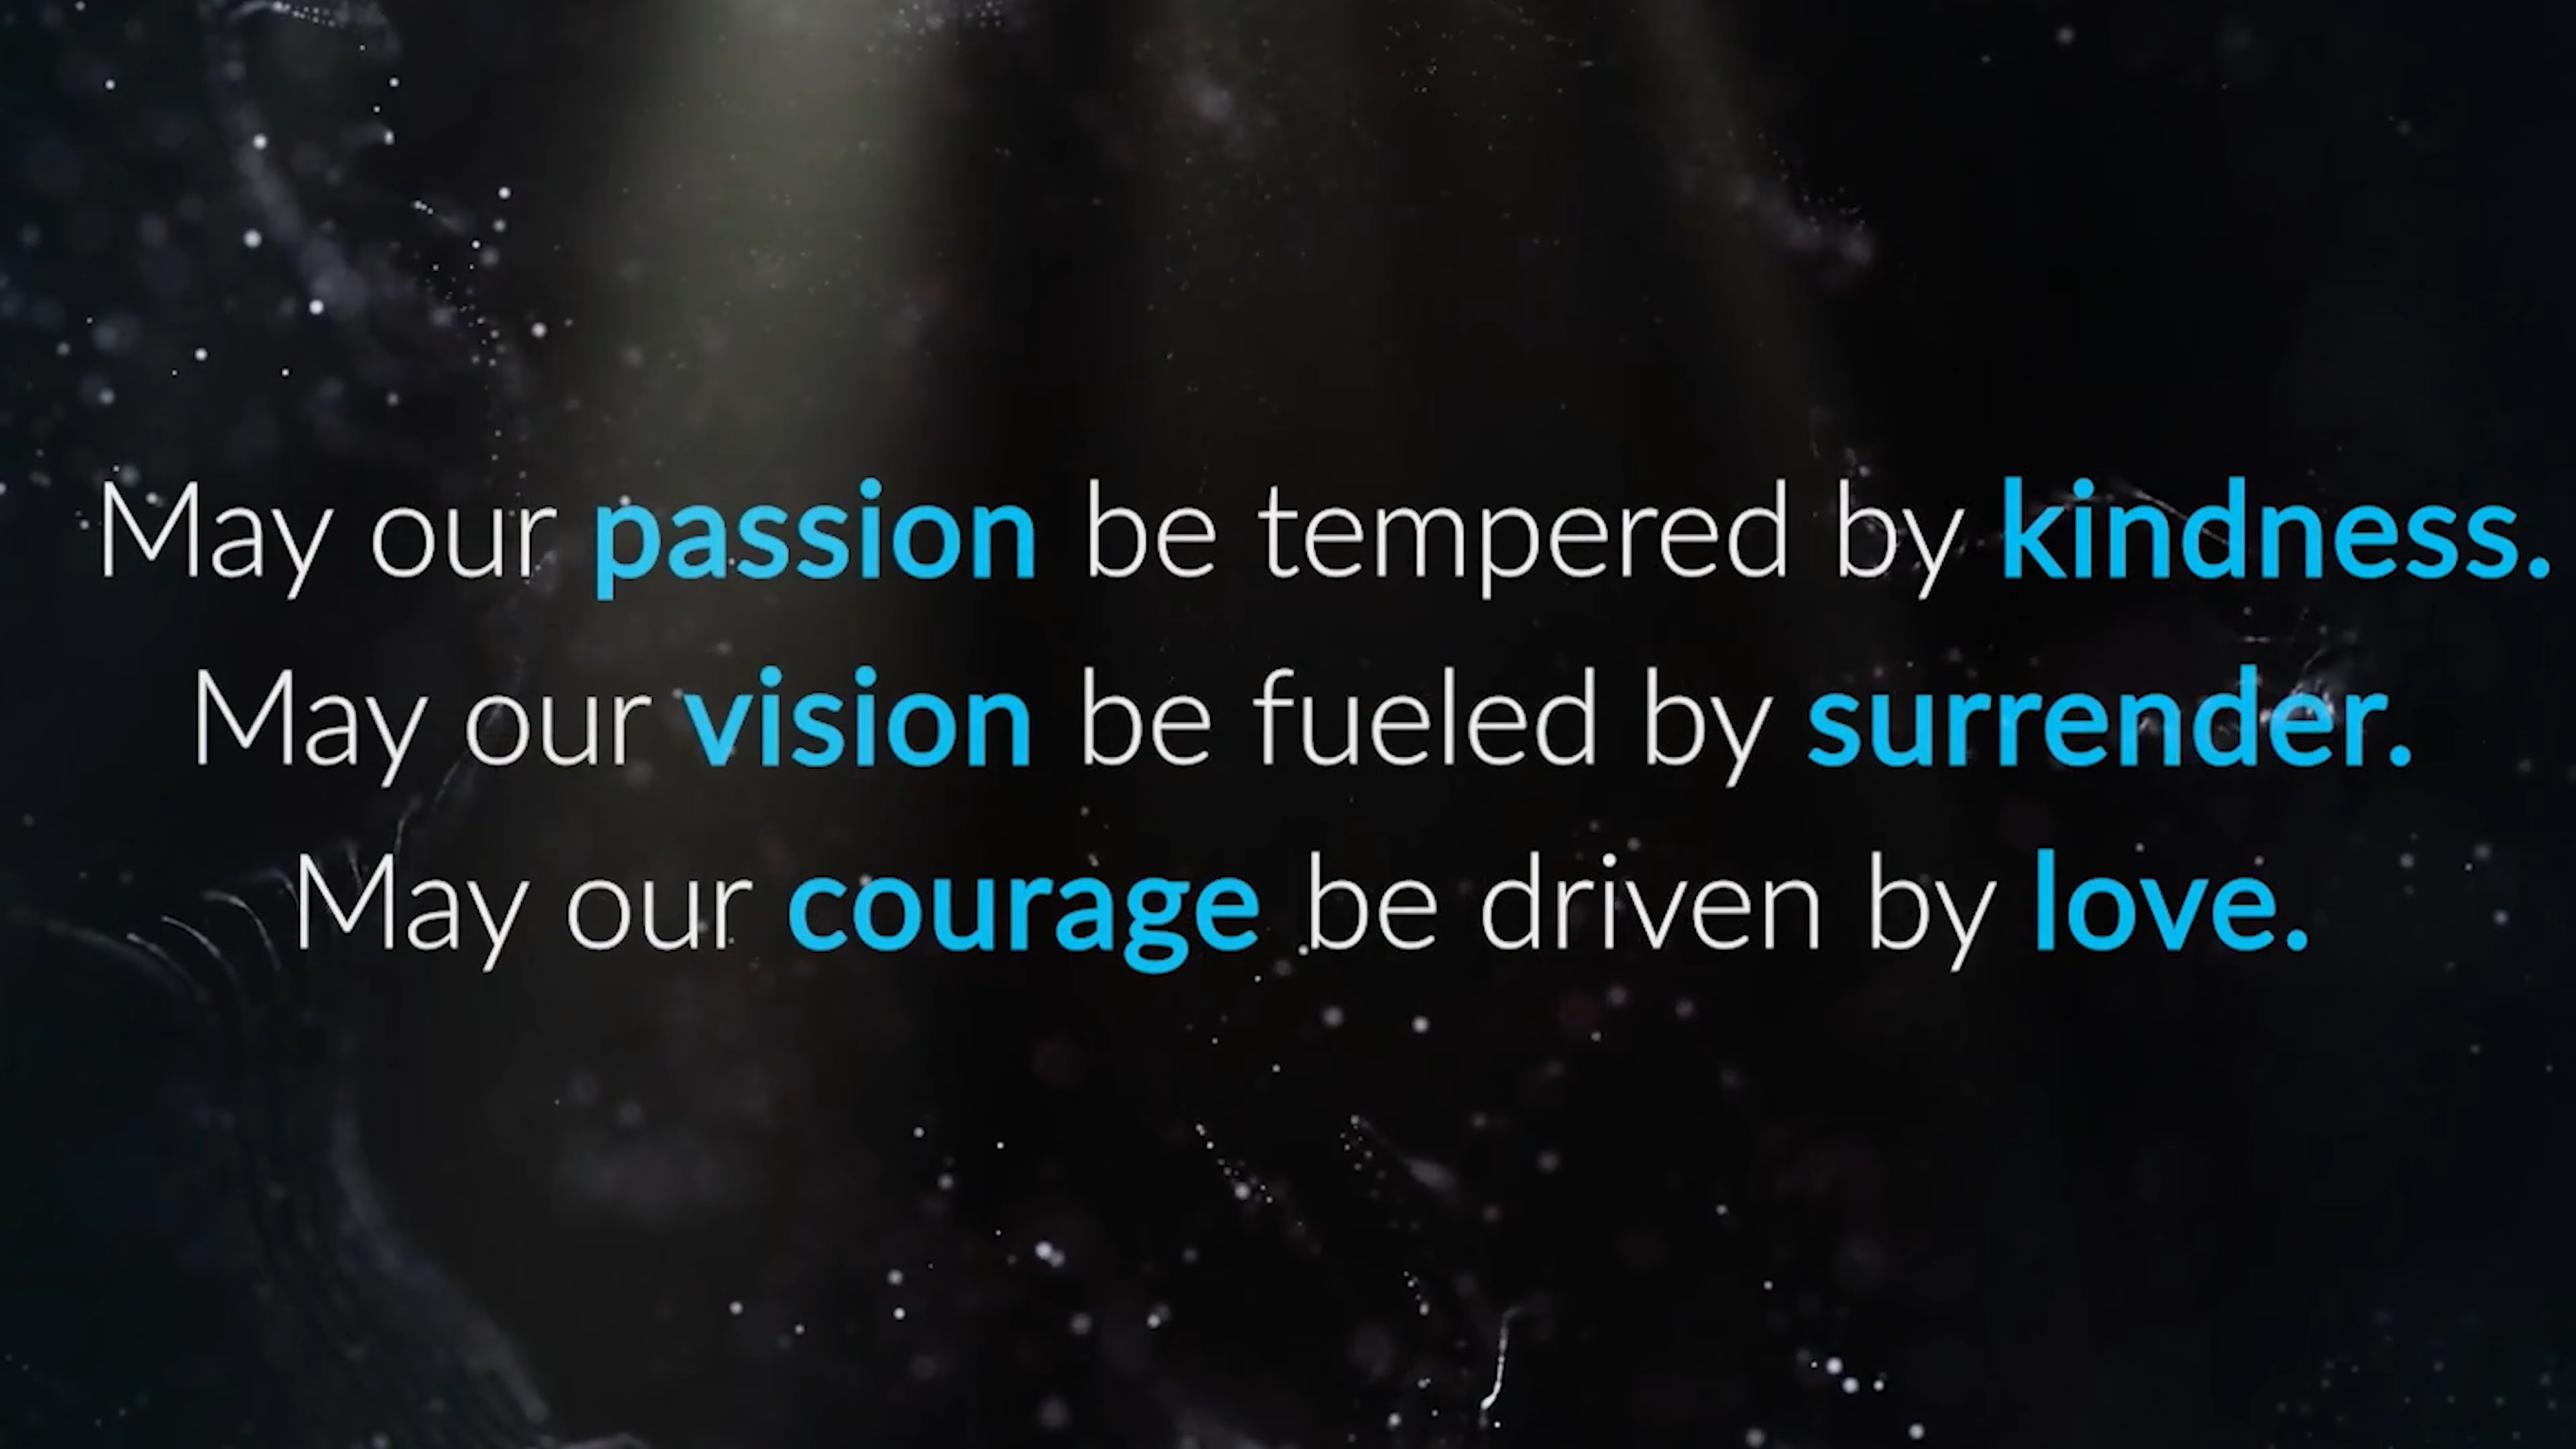 May our passion be tempered by kindness.
May our vision be fueled by surrender.
May our courage be driven by love.